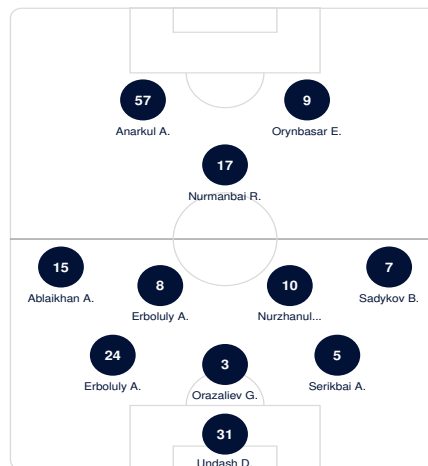 57
9
Anarkul A.
Orynbasar E.
17
Nurmanbai R.
15
7
Ablaikhan A.
Sadykov B.
8
10
Erboluly A.
Nurzhanul...
24
3
5
Erboluly A.
Orazaliev G.
Serikbai A.
31
Undash D.